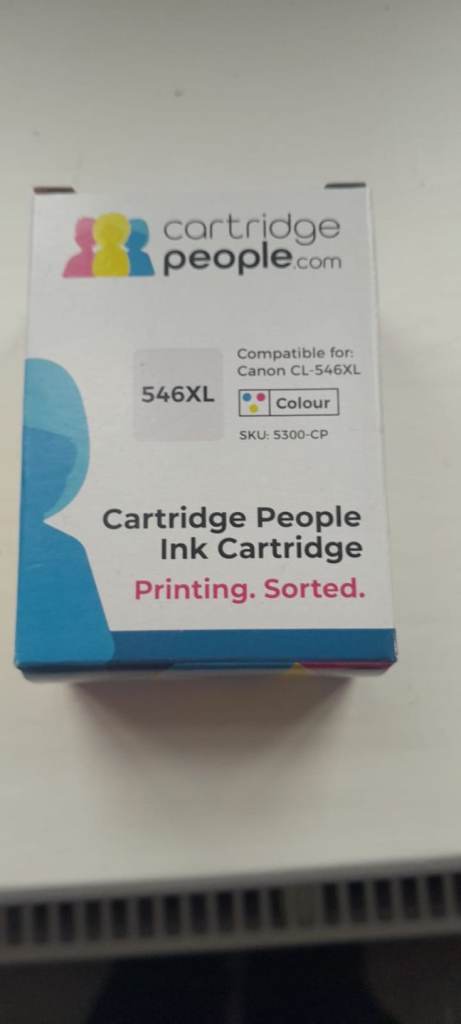 cartridge
people.com
546XL
Compatible for:
Canon CL-546XL
Colour
SKU: 5300-CP
Cartridge People
Ink Cartridge
Printing. Sorted.